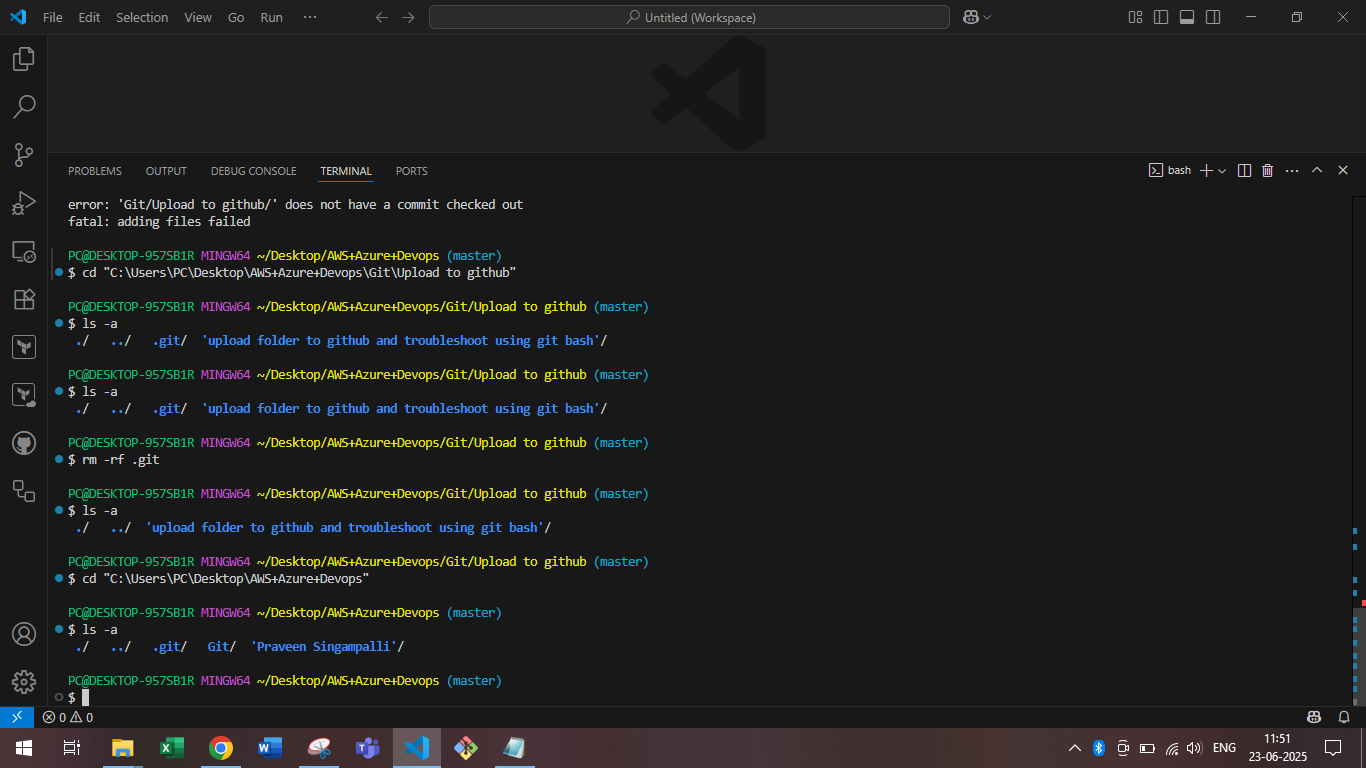 File Edit Selection View Go Run ···
Untitled (Workspace)
PROBLEMS OUTPUT DEBUG CONSOLE TERMINAL PORTS
bash
error: 'Git/Upload to github/' does not have a commit checked out
fatal: adding files failed
PC@DESKTOP-957SB1R MINGW64 ~/Desktop/AWS+Azure+Devops (master)
$ cd "C:\Users\PC\Desktop\AWS+Azure+Devops\Git\Upload to github"
PC@DESKTOP-957SB1R MINGW64 ~/Desktop/AWS+Azure+Devops/Git/Upload to github (master)
$ ls -a
./ ../ .git/ 'upload folder to github and troubleshoot using git bash'/
PC@DESKTOP-957SB1R MINGW64 ~/Desktop/AWS+Azure+Devops/Git/Upload to github (master)
$ ls -a
./ ../ .git/ 'upload folder to github and troubleshoot using git bash'/
PC@DESKTOP-957SB1R MINGW64 ~/Desktop/AWS+Azure+Devops/Git/Upload to github (master)
$ rm -rf .git
PC@DESKTOP-957SB1R MINGW64 ~/Desktop/AWS+Azure+Devops/Git/Upload to github (master)
$ ls -a
./ ../ 'upload folder to github and troubleshoot using git bash'/
PC@DESKTOP-957SB1R MINGW64 ~/Desktop/AWS+Azure+Devops/Git/Upload to github (master)
$ cd "C:\Users\PC\Desktop\AWS+Azure+Devops"
PC@DESKTOP-957SB1R MINGW64 ~/Desktop/AWS+Azure+Devops (master)
$ ls -a
./ ../ .git/ Git/ 'Praveen Singampalli'/
PC@DESKTOP-957SB1R MINGW64 ~/Desktop/AWS+Azure+Devops (master)
$
0 0
ENG
11:51
23-06-2025